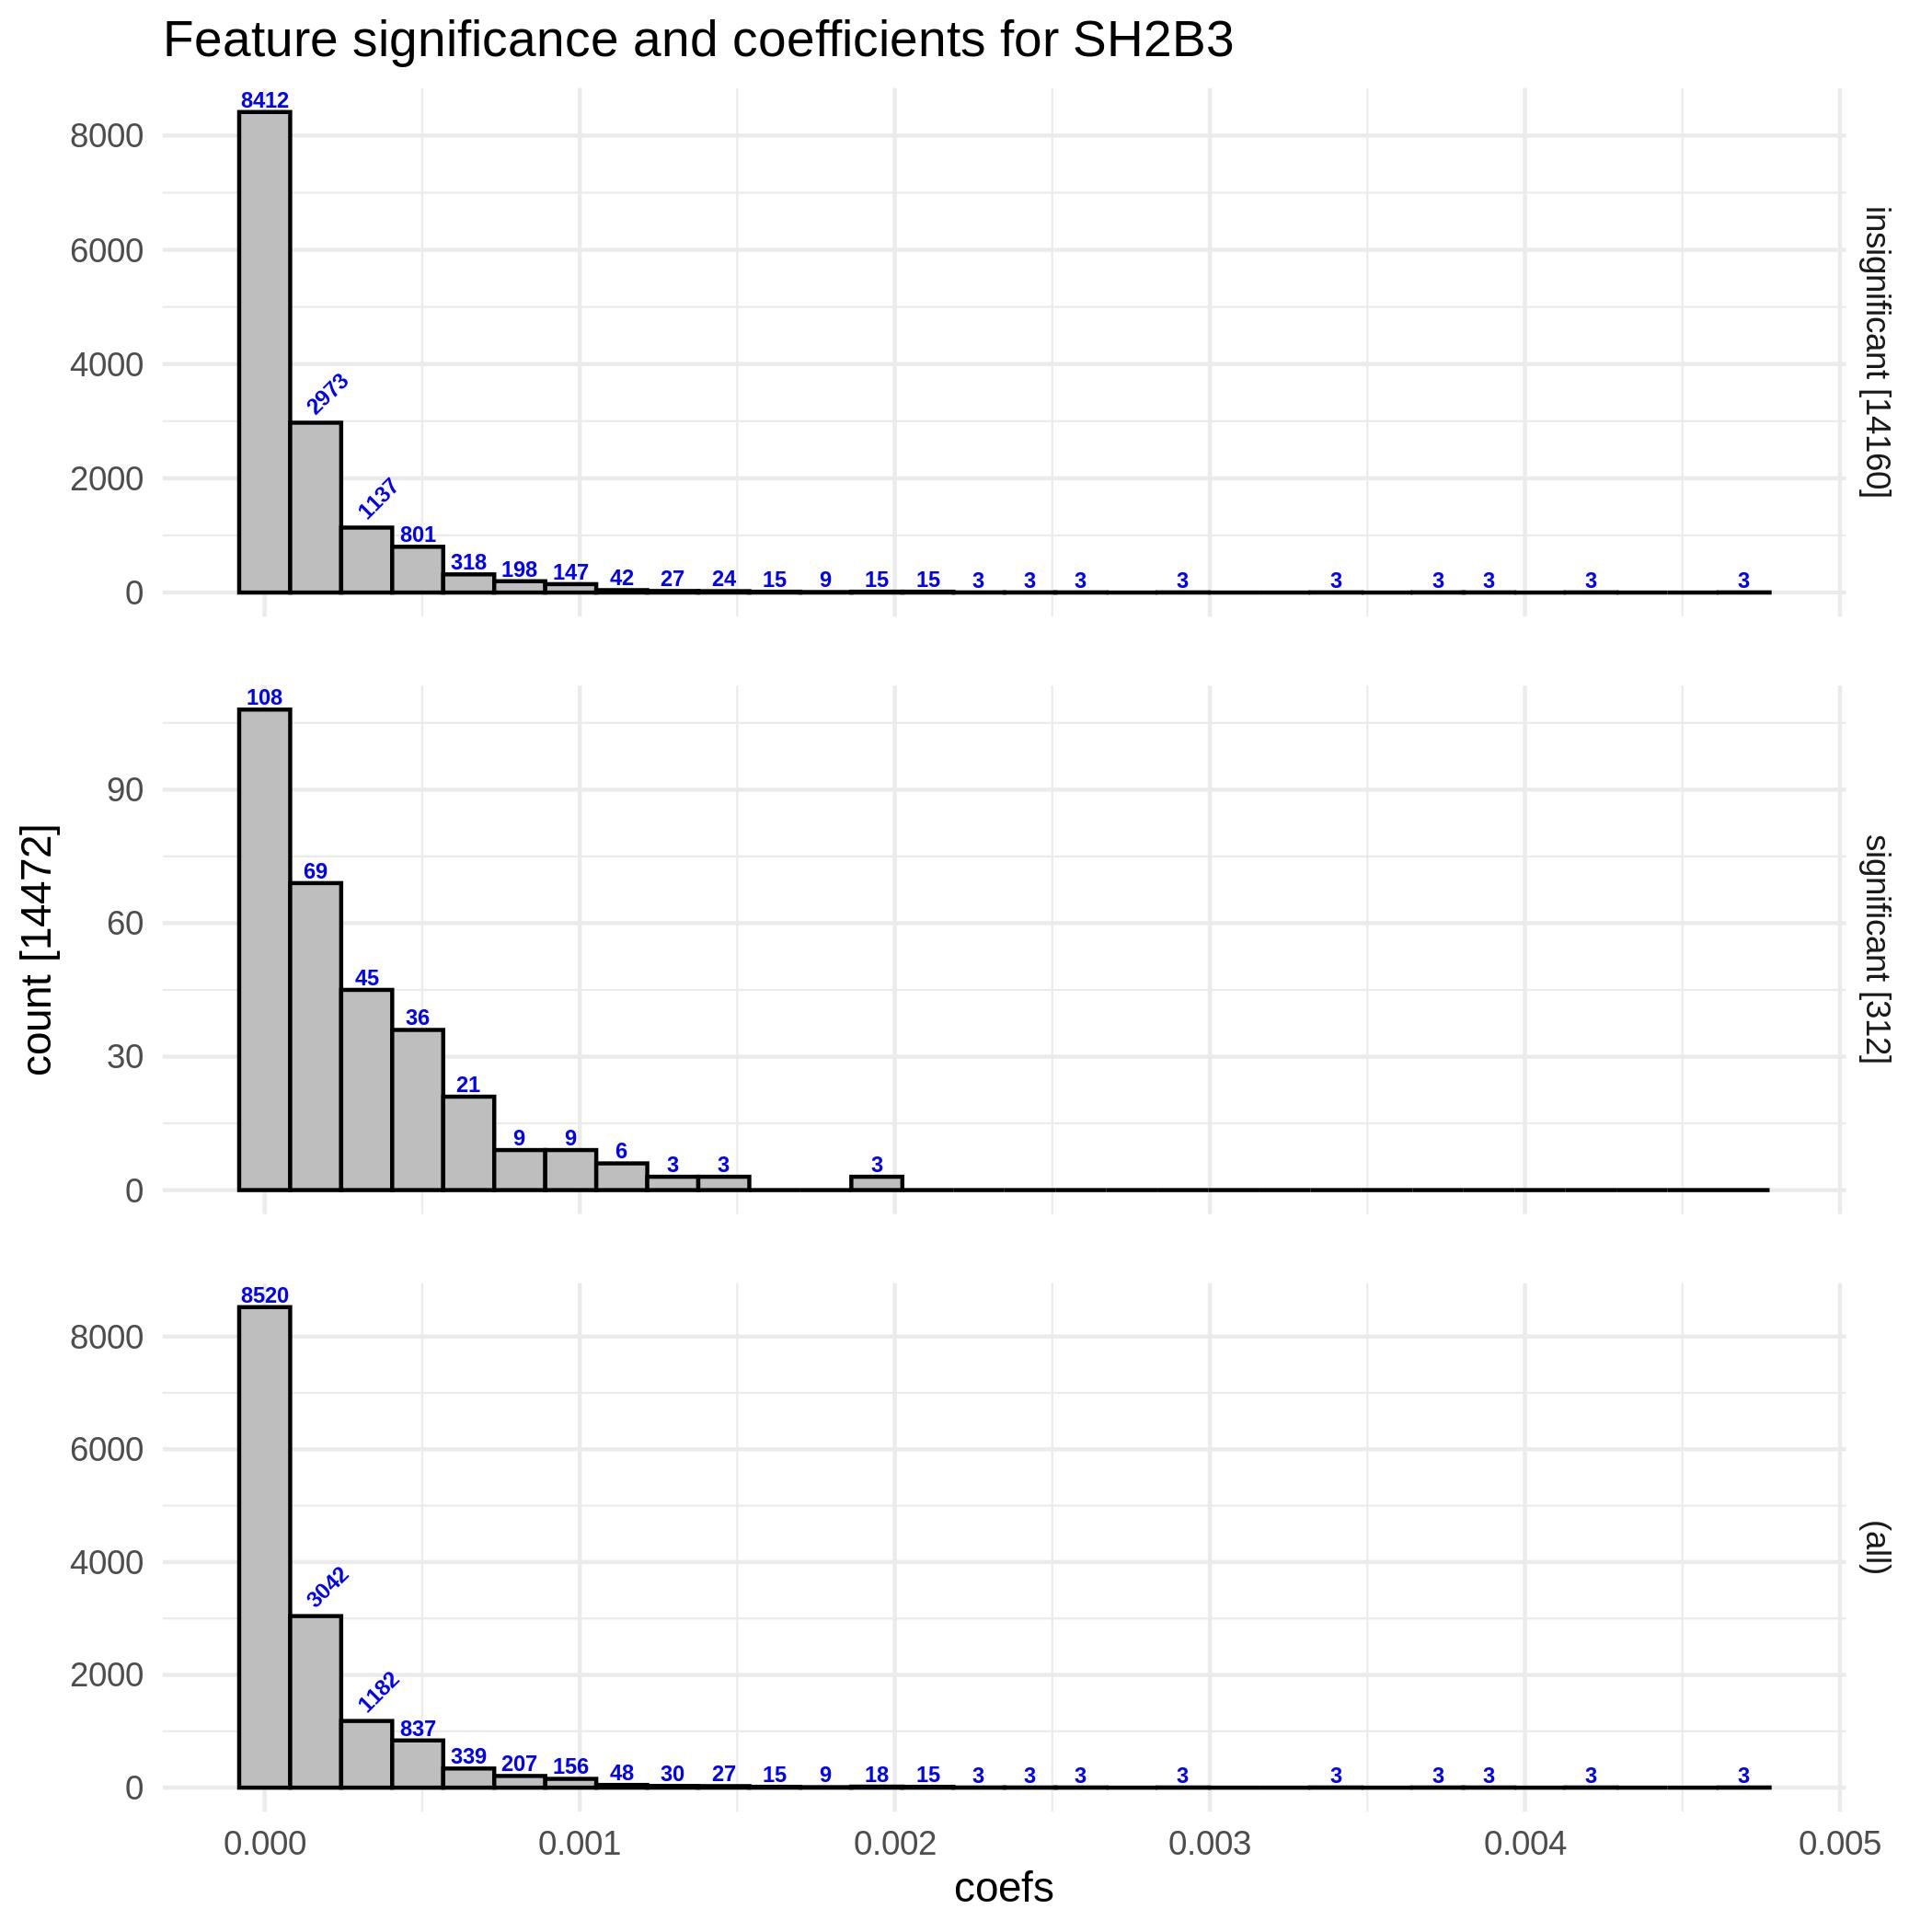 Feature significance and coefficients for SH2B3
8412
8000
6000
4000
2973
2000
1137
801
318 198 147 42 27 24 15 9 15 15 3 3 3 3 3 3 3 3 3
0
insignificant [14160]
108
90
69
60
45
36
30
21
9 9 6 3 3 3
0
significant [312]
count [14472]
8520
8000
6000
4000
3042
2000
1182
837
339 207 156 48 30 27 15 9 18 15 3 3 3 3 3 3 3 3 3
0
(all)
0.000 0.001 0.002 0.003 0.004 0.005
coefs